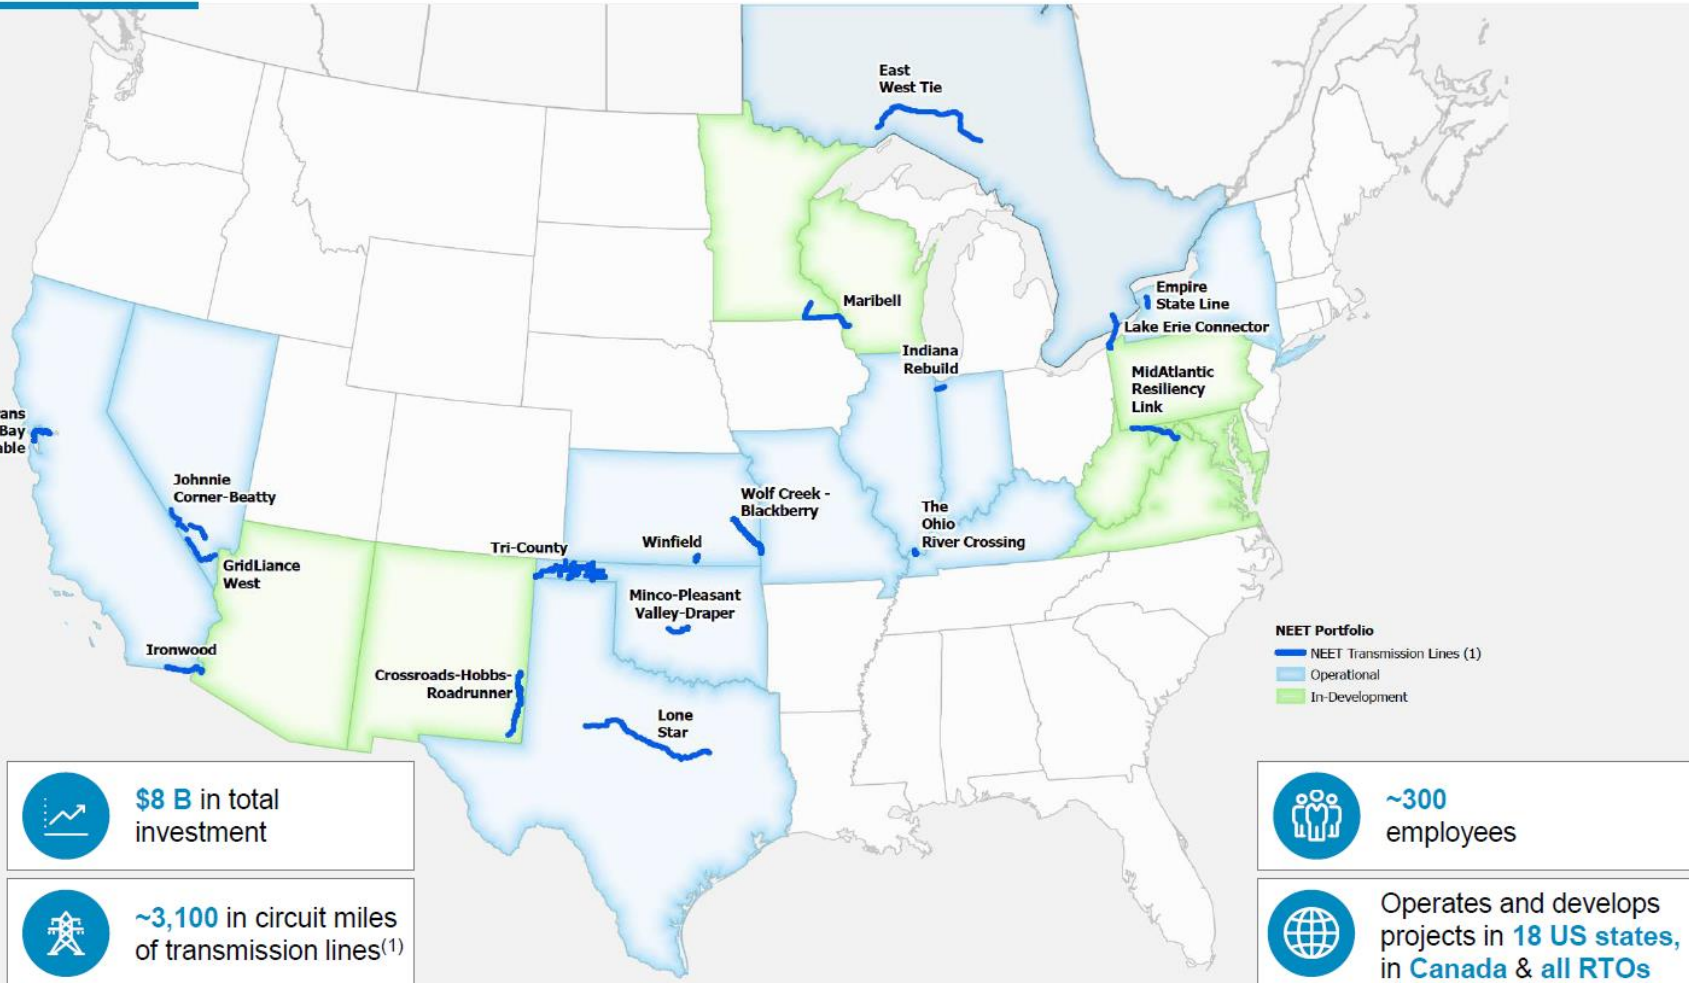 East
West Tie
Maribell
Empire
State Line
Lake Erie Connector
Indiana
Rebuild
MidAtlantic
Resiliency
Link
Bay
Johnnie
Corner-Beatty
GridLiance
West
Wolf Creek -
Blackberry
The
Ohio
River Crossing
Tri-County
Winfield
Minco-Pleasant
Valley-Draper
Ironwood
Crossroads-Hobbs-
Roadrunner
Lone
Star
NEET Portfolio
NEET Transmission Lines (1)
Operational
In-Development
$8 B in total
investment
~3,100 in circuit miles
of transmission lines(1)
~300
employees
Operates and develops
projects in 18 US states,
in Canada & all RTOs